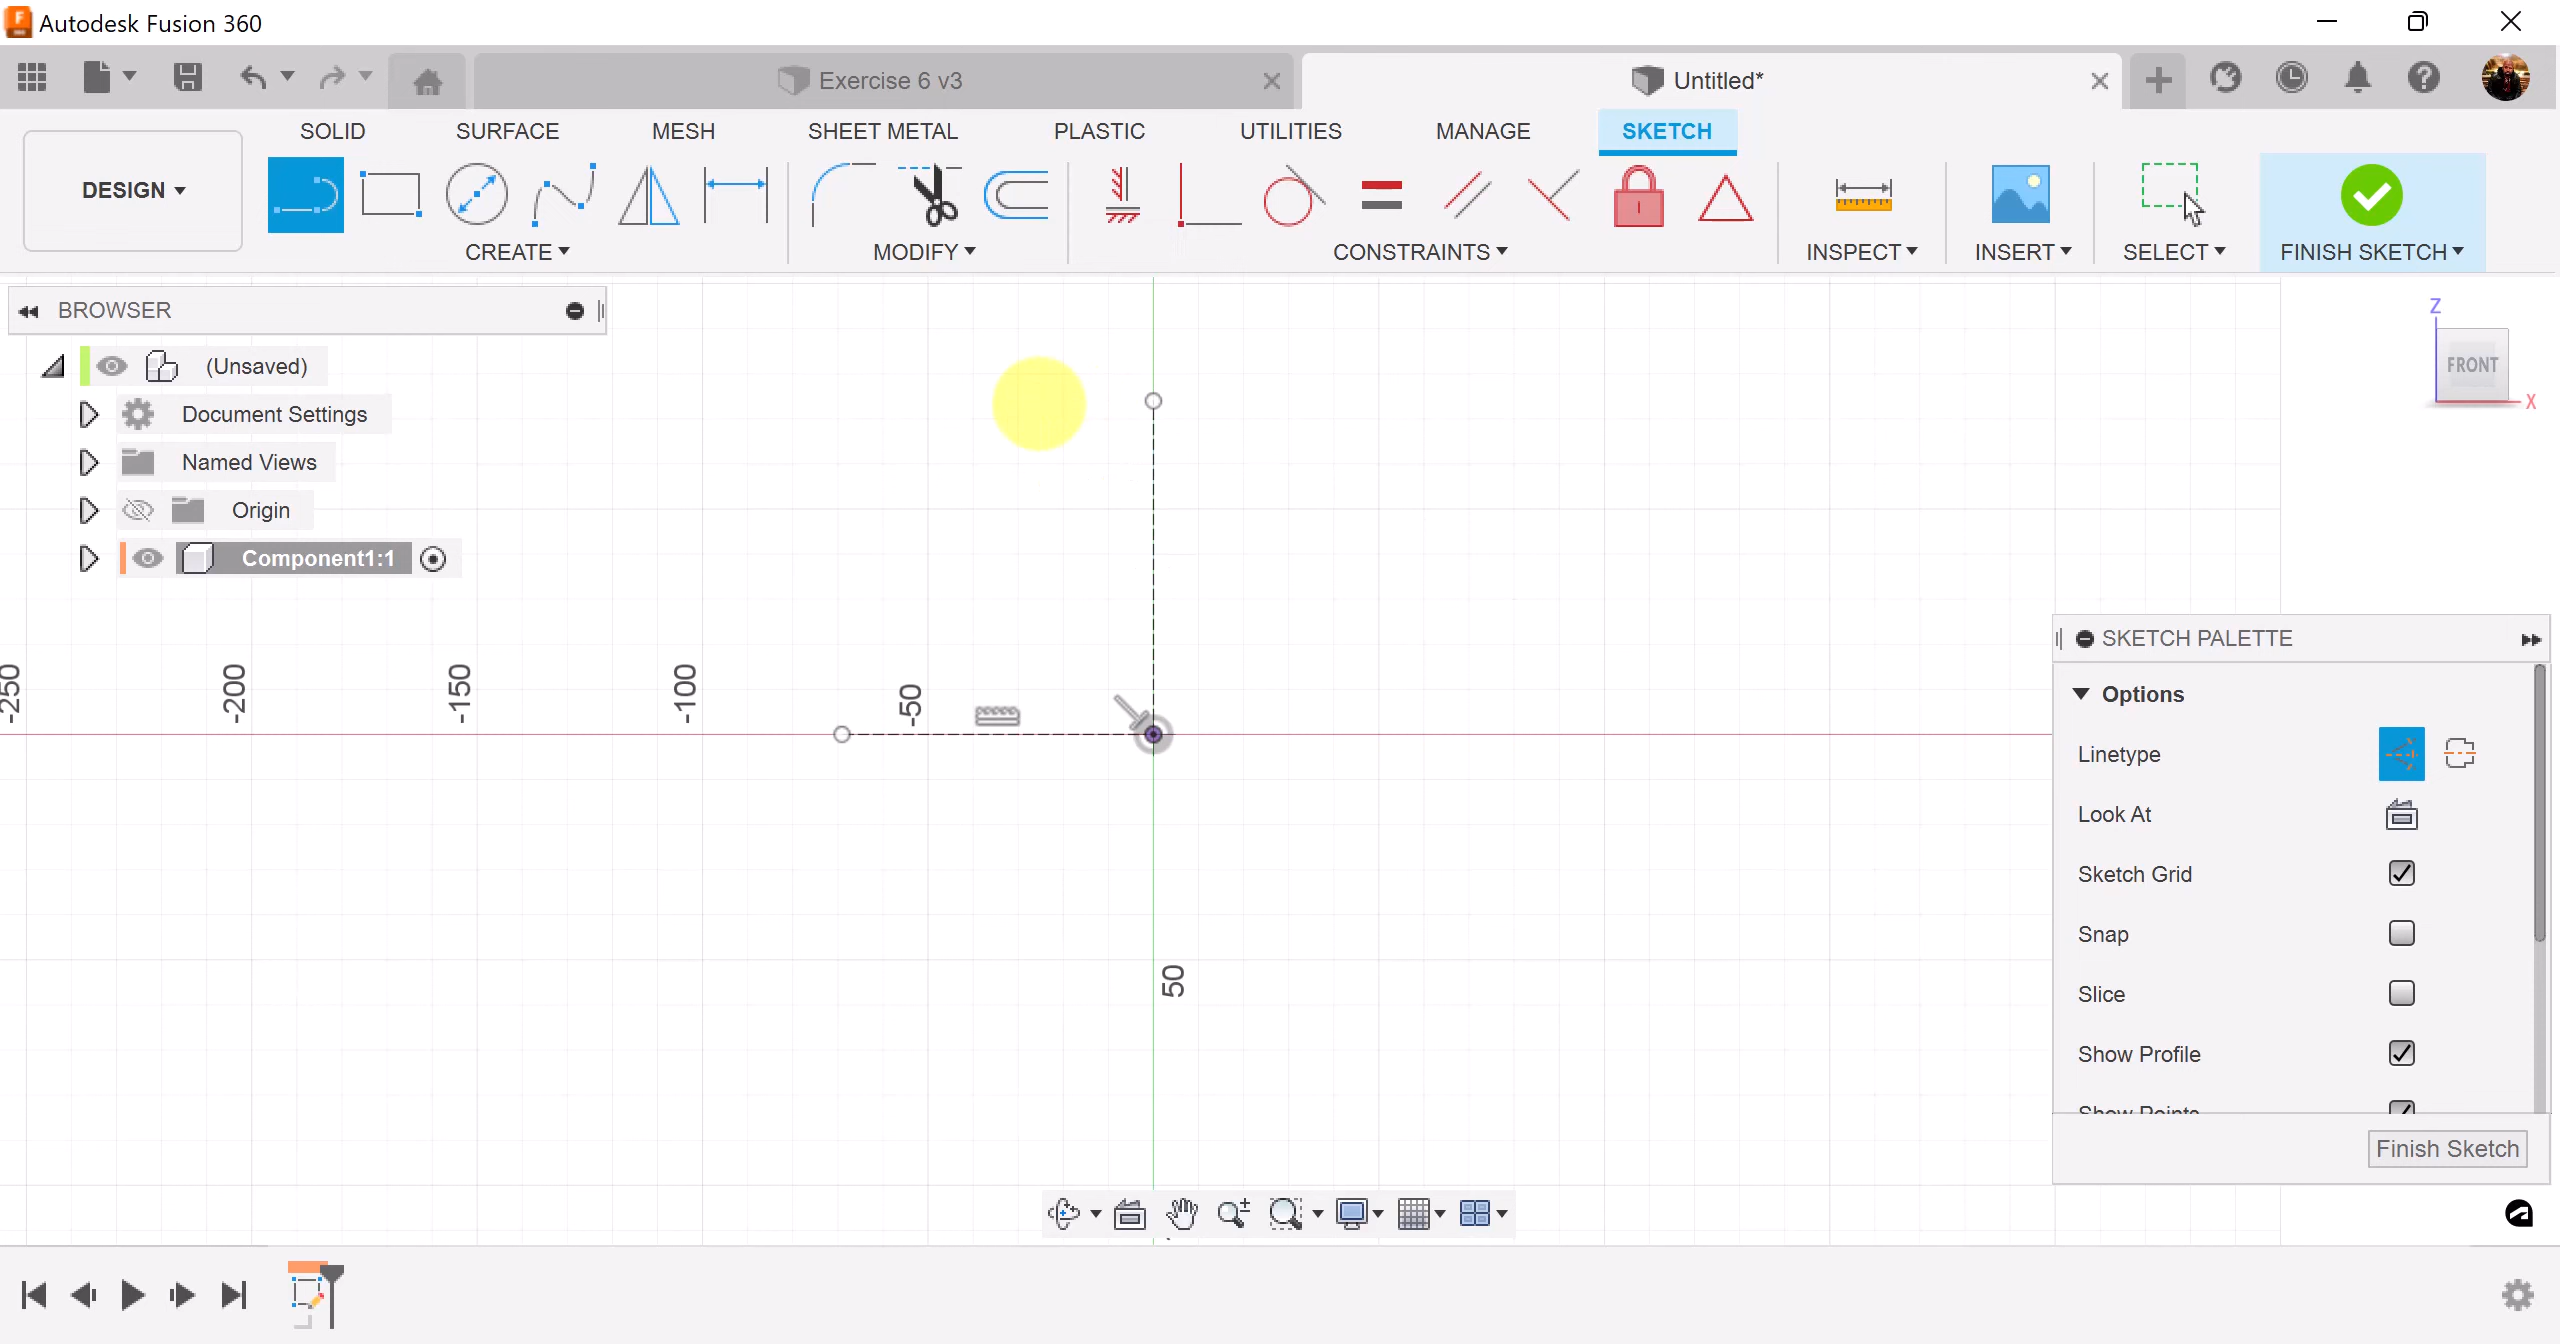 Autodesk Fusion 360
Exercise 6 v3
Untitled*
SOLID SURFACE MESH SHEET METAL PLASTIC UTILITIES MANAGE SKETCH
DESIGN
CREATE MODIFY CONSTRAINTS INSPECT INSERT SELECT FINISH SKETCH
BROWSER
(Unsaved)
Document Settings
Named Views
Origin
Component1:1
Z
FRONT
X
-250
-200
-150
-100
-50
50
SKETCH PALETTE
Options
Linetype
Look At
Sketch Grid
Snap
Slice
Show Profile
Show Points
Finish Sketch